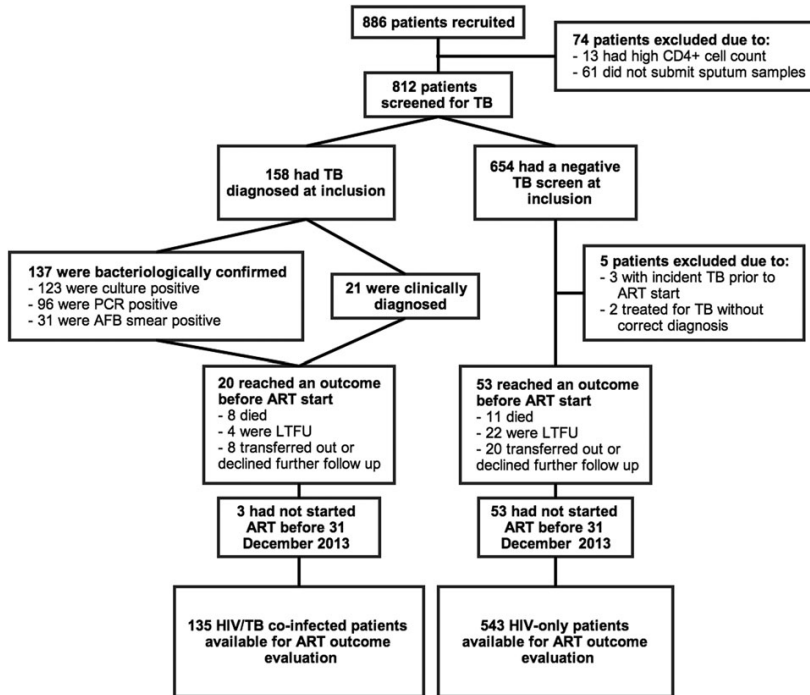 886 patients recruited
74 patients excluded due to:
- 13 had high CD4+ cell count
- 61 did not submit sputum samples
812 patients
screened for TB
158 had TB
diagnosed at inclusion
654 had a negative
TB screen at
inclusion
137 were bacteriologically confirmed
- 123 were culture positive
- 96 were PCR positive
- 31 were AFB smear positive
21 were clinically
diagnosed
5 patients excluded due to:
- 3 with incident TB prior to
ART start
- 2 treated for TB without
correct diagnosis
20 reached an outcome
before ART start
- 8 died
- 4 were LTFU
- 8 transferred out or
declined further follow up
53 reached an outcome
before ART start
- 11 died
- 22 were LTFU
- 20 transferred out or
declined further follow up
3 had not started
ART before 31
December 2013
53 had not started
ART before 31
December 2013
135 HIV/TB co-infected patients
available for ART outcome
evaluation
543 HIV-only patients
available for ART outcome
evaluation